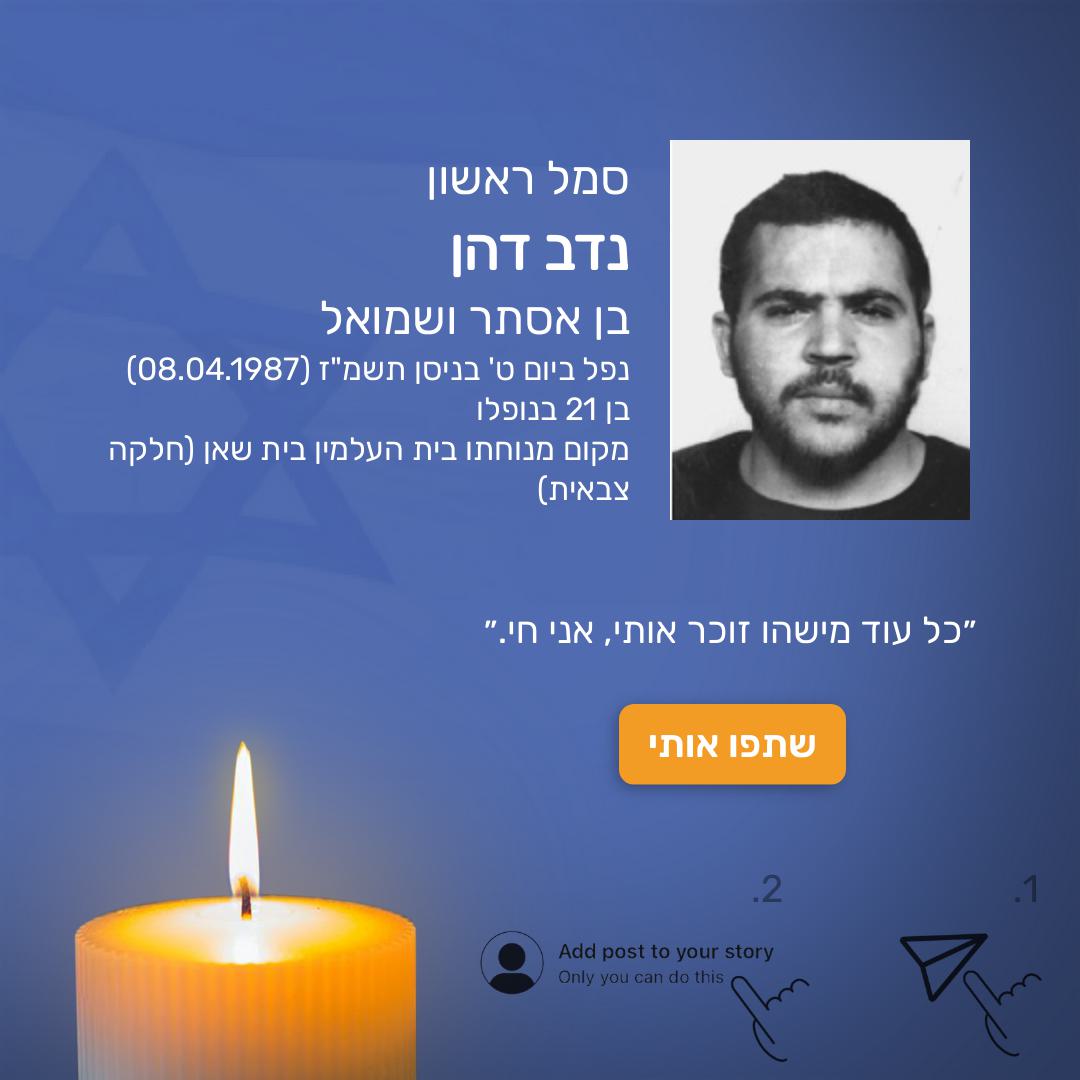 סמל ראשון
נדב דהן
בן אסתר ושמואל
נפל ביום ט' בניסן תשמ"ז (08.04.1987)
בן 21 בנופלו
מקום מנוחתו בית העלמין בית שאן (חלקה
צבאית)
״כל עוד מישהו זוכר אותי, אני חי.״
שתפו אותי
1.
2.
Add post to your story
Only you can do this